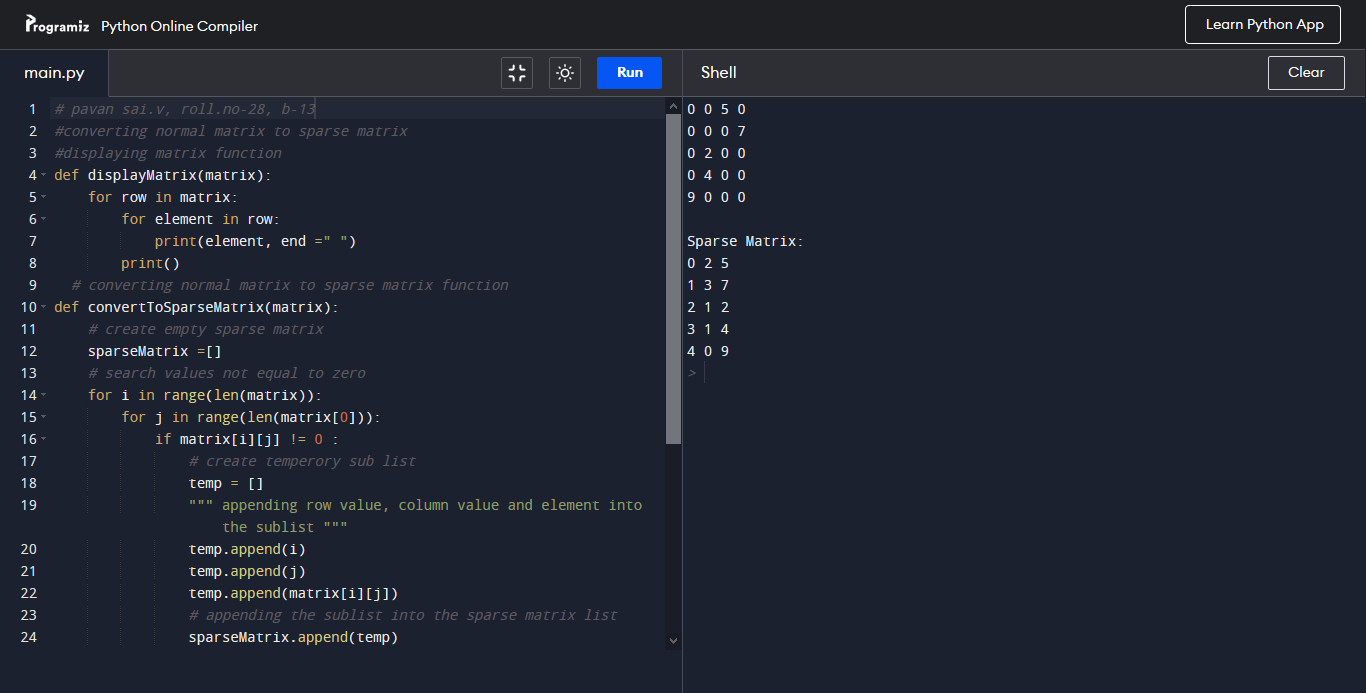 Programiz Python Online Compiler
Learn Python App
main.py
Run
Shell
Clear
1 # pavan sai.v, roll.no-28, b-13
2 #converting normal matrix to sparse matrix
3 #displaying matrix function
4 def displayMatrix(matrix):
5     for row in matrix:
6         for element in row:
7             print(element, end =" ")
8         print()
9   # converting normal matrix to sparse matrix function
10 def convertToSparseMatrix(matrix):
11     # create empty sparse matrix
12     sparseMatrix =[]
13     # search values not equal to zero
14     for i in range(len(matrix)):
15         for j in range(len(matrix[0])):
16             if matrix[i][j] != 0 :
17                 # create temperory sub list
18                 temp = []
19                 """ appending row value, column value and element into
                    the sublist """
20                 temp.append(i)
21                 temp.append(j)
22                 temp.append(matrix[i][j])
23                 # appending the sublist into the sparse matrix list
24                 sparseMatrix.append(temp)
0 0 5 0
0 0 0 7
0 2 0 0
0 4 0 0
9 0 0 0
Sparse Matrix:
0 2 5
1 3 7
2 1 2
3 1 4
4 0 9
>